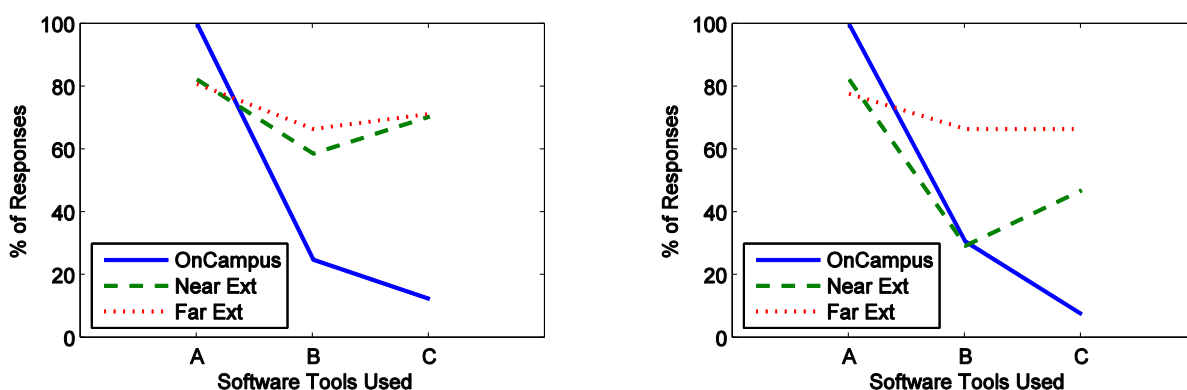 100
80
60
40
20
0
% of Responses
OnCampus
Near Ext
Far Ext
A B C
Software Tools Used
100
80
60
40
20
0
% of Responses
OnCampus
Near Ext
Far Ext
A B C
Software Tools Used